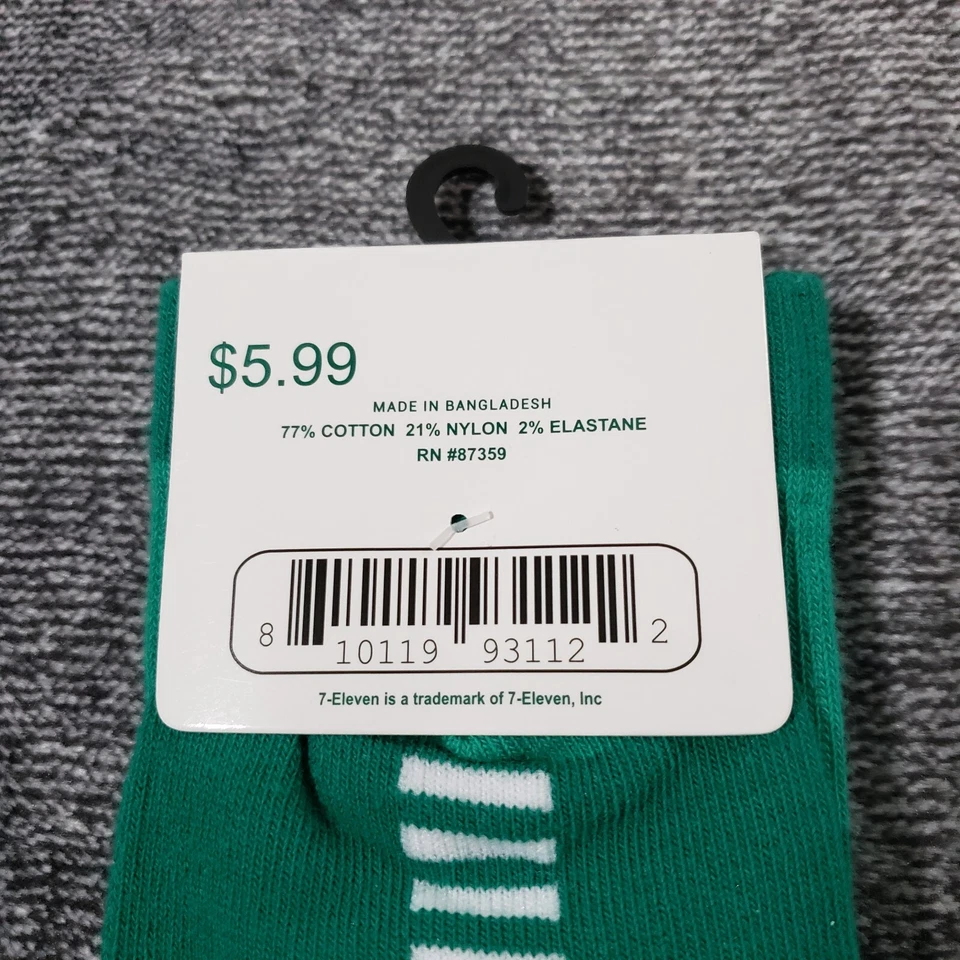 $5.99
MADE IN BANGLADESH
77% COTTON 21% NYLON 2% ELASTANE
RN #87359
8 10119 93112 2
7-Eleven is a trademark of 7-Eleven, Inc